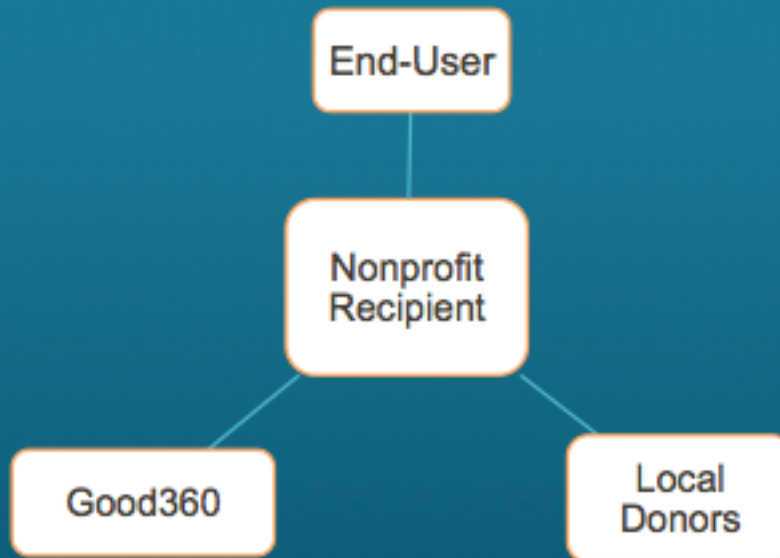 End-User
Nonprofit
Recipient
Good360
Local
Donors